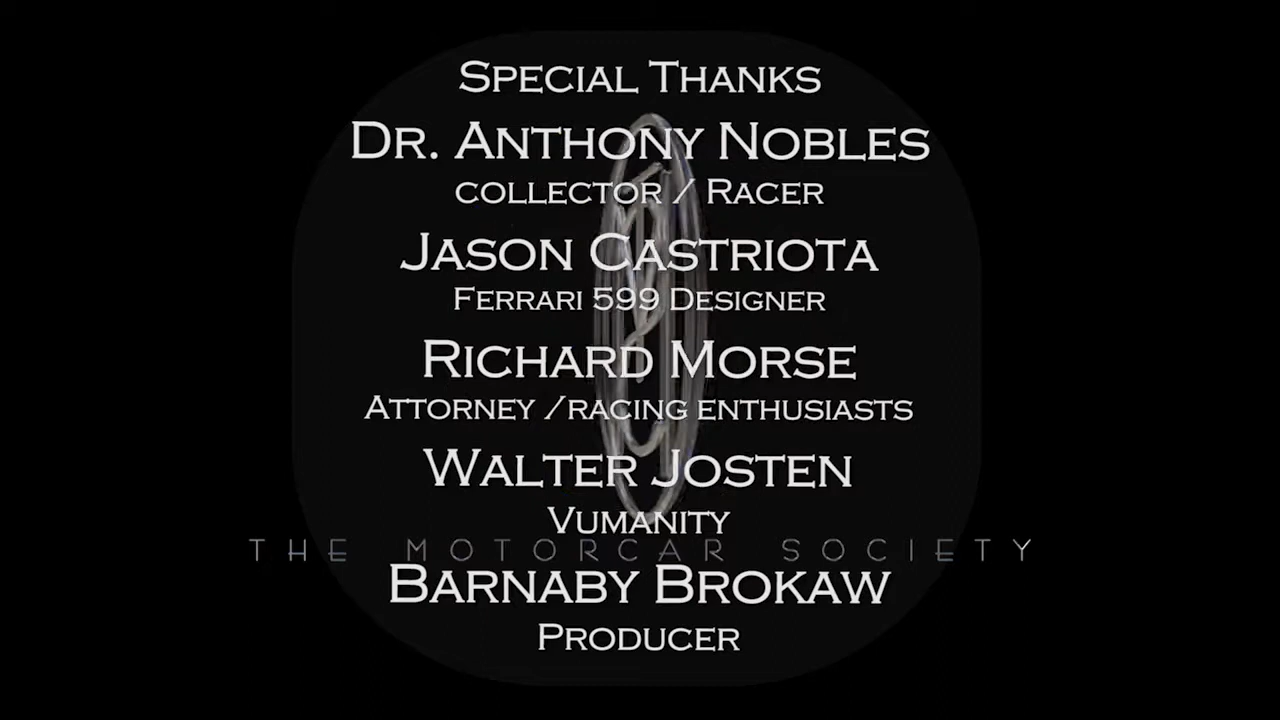 Special Thanks
Dr. Anthony Nobles
collector / Racer
Jason Castriota
Ferrari 599 Designer
Richard Morse
Attorney /racing enthusiasts
Walter Josten
Vumanity
THE MOTORCAR SOCIETY
Barnaby Brokaw
Producer